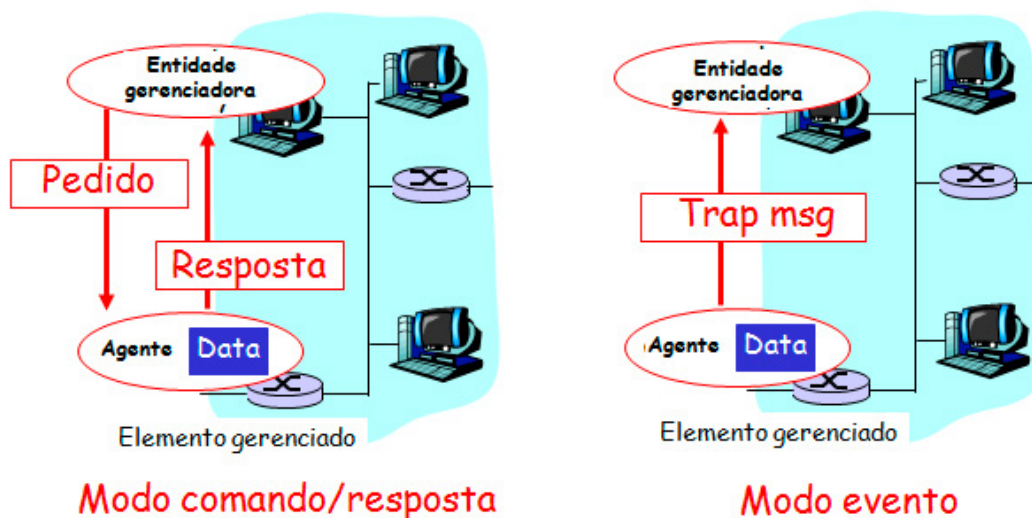 Entidade
gerenciadora
Pedido
Resposta
Agente
Data
Elemento gerenciado
Modo comando/resposta
Entidade
gerenciadora
Trap msg
Agente
Data
Elemento gerenciado
Modo evento